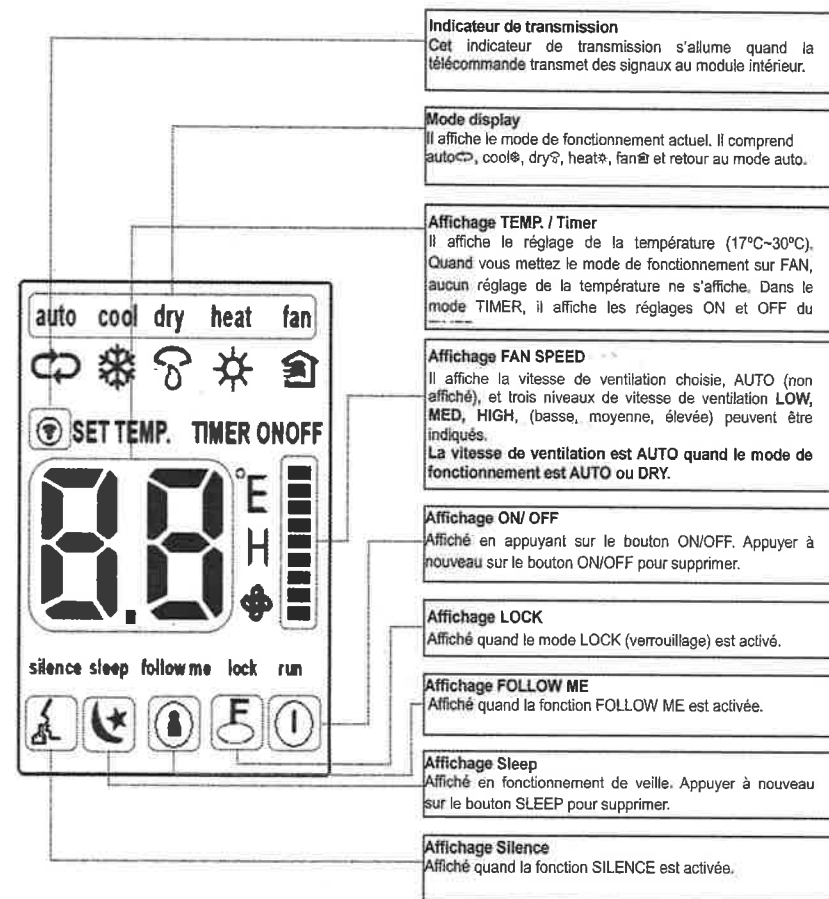 Indicateur de transmission
Cet indicateur de transmission s'allume quand la
télécommande transmet des signaux au module intérieur.
Mode display
Il affiche le mode de fonctionnement actuel. Il comprend
auto, cool, dry, heat, fan et retour au mode auto.
Affichage TEMP. / Timer
Il affiche le réglage de la température (17°C~30°C).
Quand vous mettez le mode de fonctionnement sur FAN,
aucun réglage de la température ne s'affiche. Dans le
mode TIMER, il affiche les réglages ON et OFF du
Affichage FAN SPEED
Il affiche la vitesse de ventilation choisie, AUTO (non
affiché), et trois niveaux de vitesse de ventilation LOW,
MED, HIGH, (basse, moyenne, élevée) peuvent être
indiqués.
La vitesse de ventilation est AUTO quand le mode de
fonctionnement est AUTO ou DRY.
Affichage ON/ OFF
Affiché en appuyant sur le bouton ON/OFF. Appuyer à
nouveau sur le bouton ON/OFF pour supprimer.
Affichage LOCK
Affiché quand le mode LOCK (verrouillage) est activé.
Affichage FOLLOW ME
Affiché quand la fonction FOLLOW ME est activée.
Affichage Sleep
Affiché en fonctionnement de veille. Appuyer à nouveau
sur le bouton SLEEP pour supprimer.
Affichage Silence
Affiché quand la fonction SILENCE est activée.
auto cool dry heat fan
SET TEMP. TIMER ONOFF
8.8 °E
H
silence sleep follow me lock run